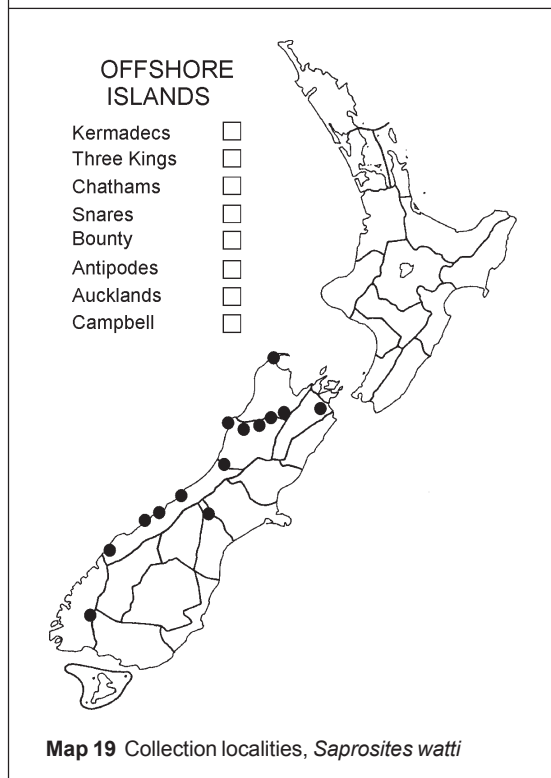 OFFSHORE
ISLANDS
Kermadecs
Three Kings
Chathams
Snares
Bounty
Antipodes
Aucklands
Campbell
Map 19 Collection localities, Saprosites watti